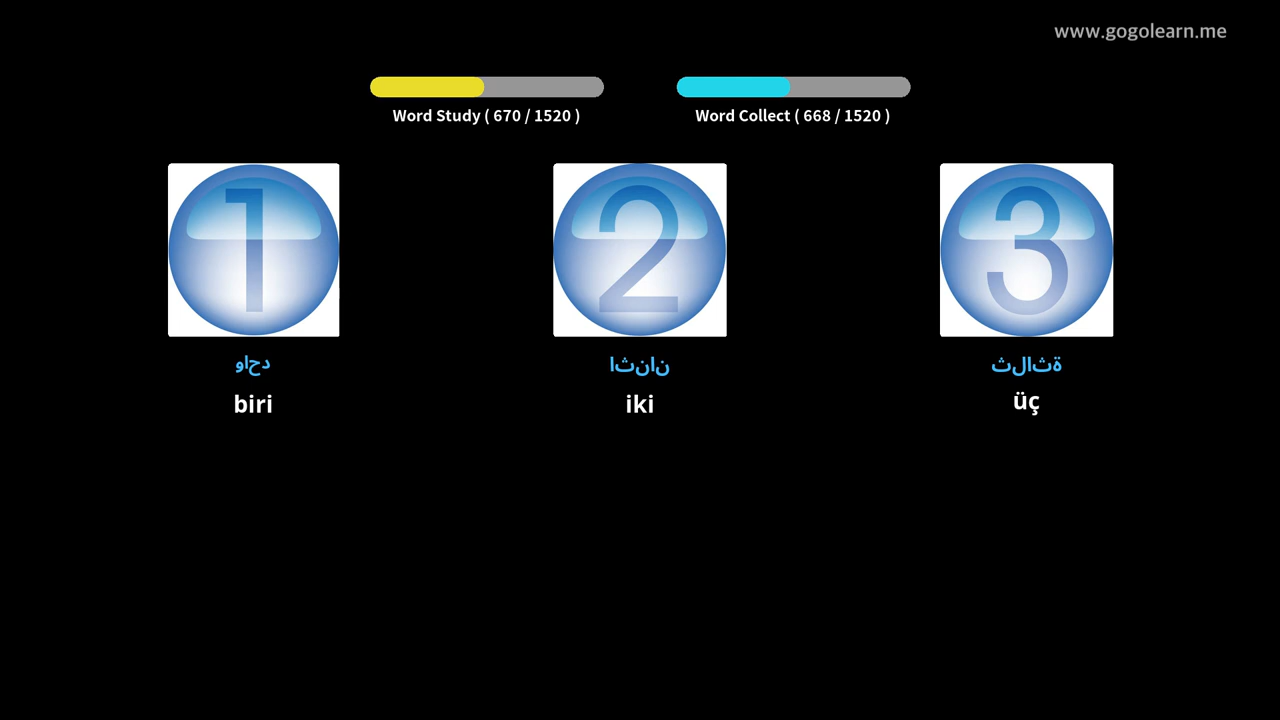 www.gogolearn.me
Word Study ( 670 / 1520 )
Word Collect ( 668 / 1520 )
1
2
3
واحد
اثنان
ثلاثة
biri
iki
üç